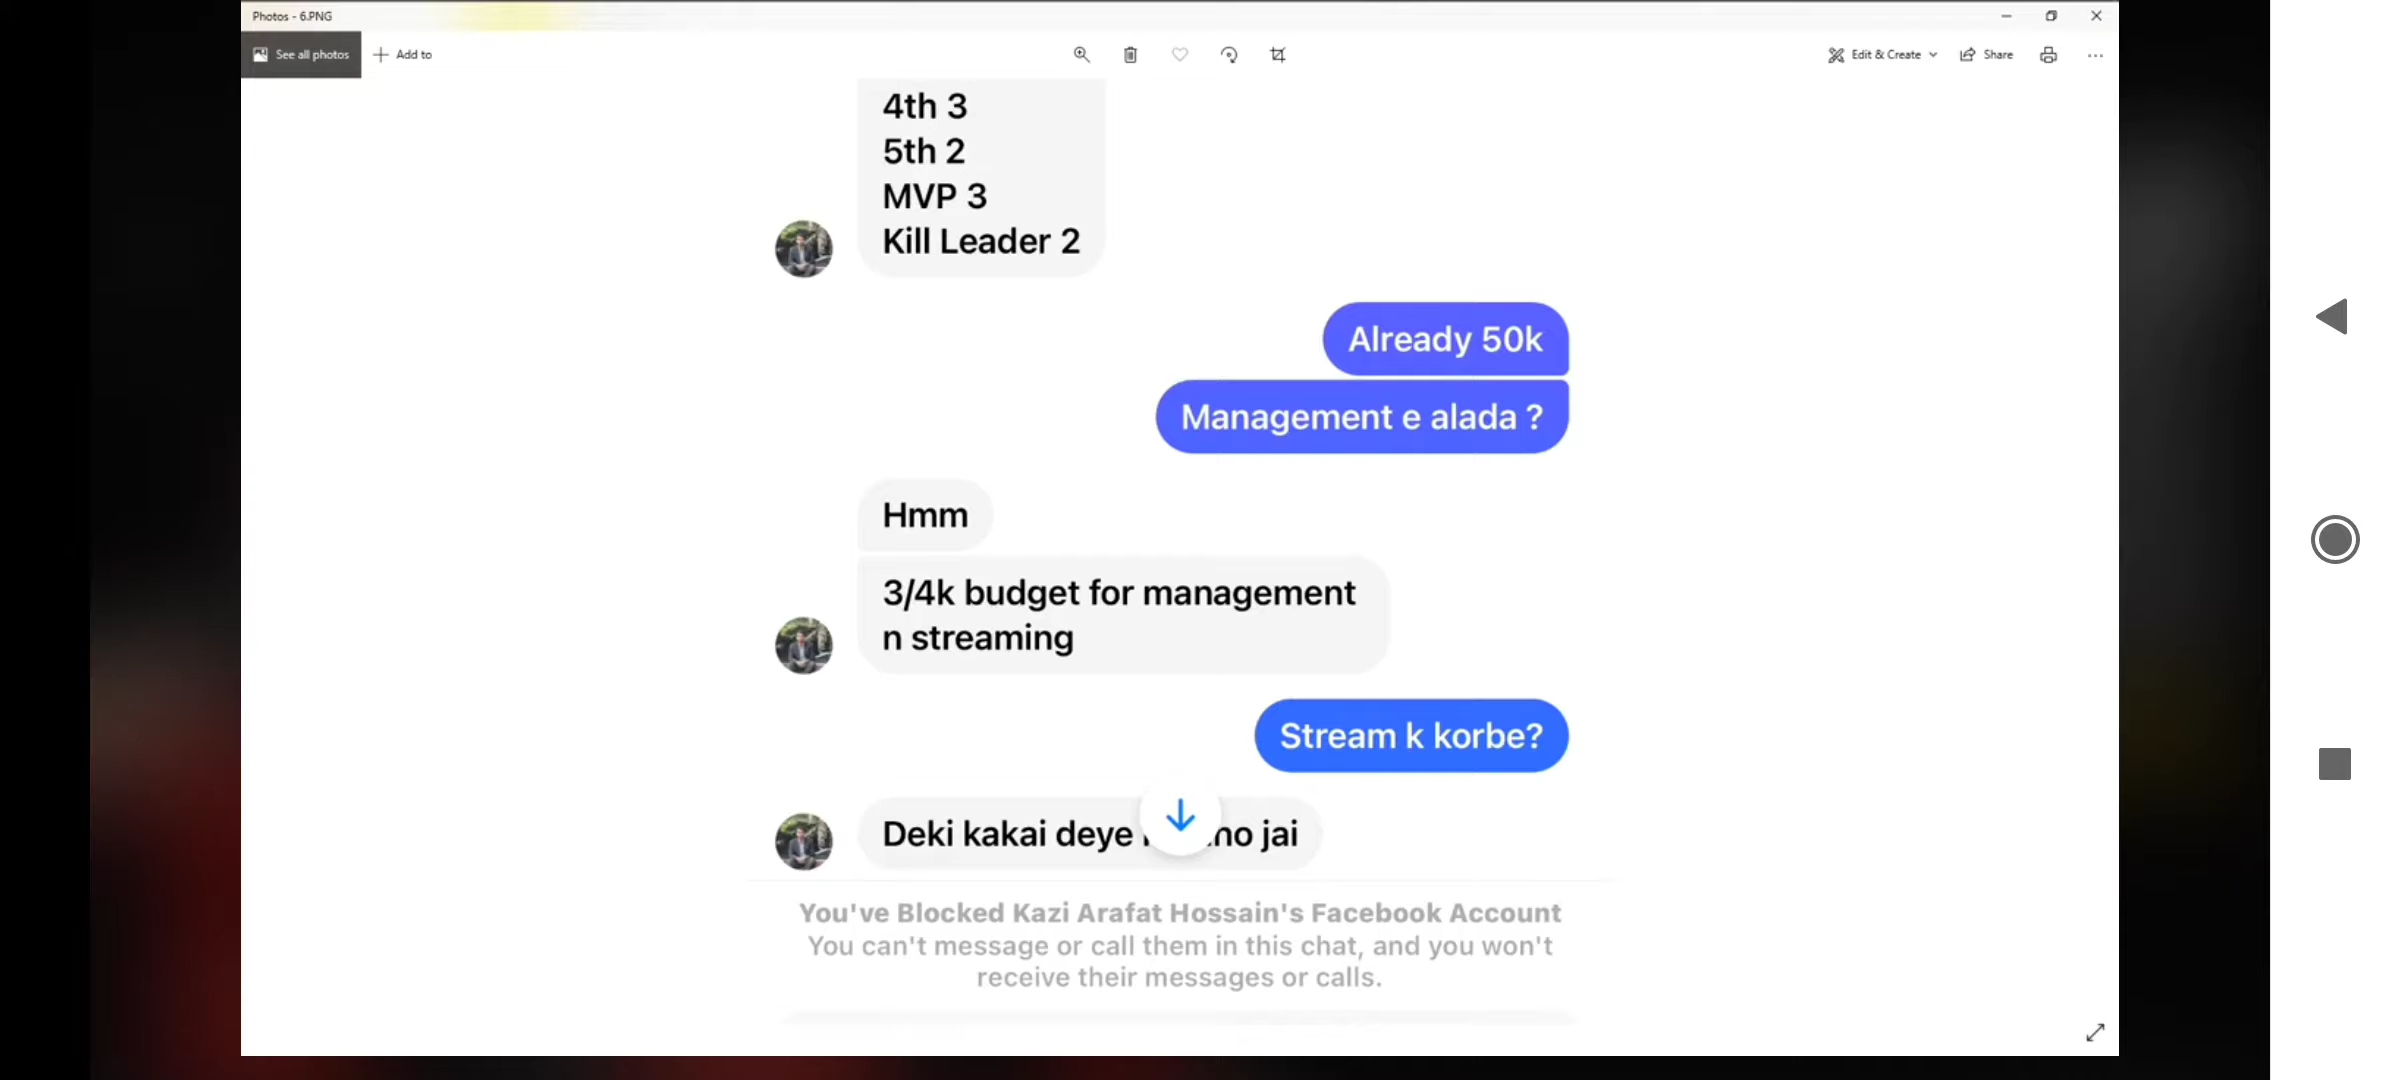 Photos - 6.PNG
See all photos
Add to
Edit & Create
Share
4th 3
5th 2
MVP 3
Kill Leader 2
Already 50k
Management e alada ?
Hmm
3/4k budget for management
n streaming
Stream k korbe?
Deki kakai deye no jai
You've Blocked Kazi Arafat Hossain's Facebook Account
You can't message or call them in this chat, and you won't
receive their messages or calls.